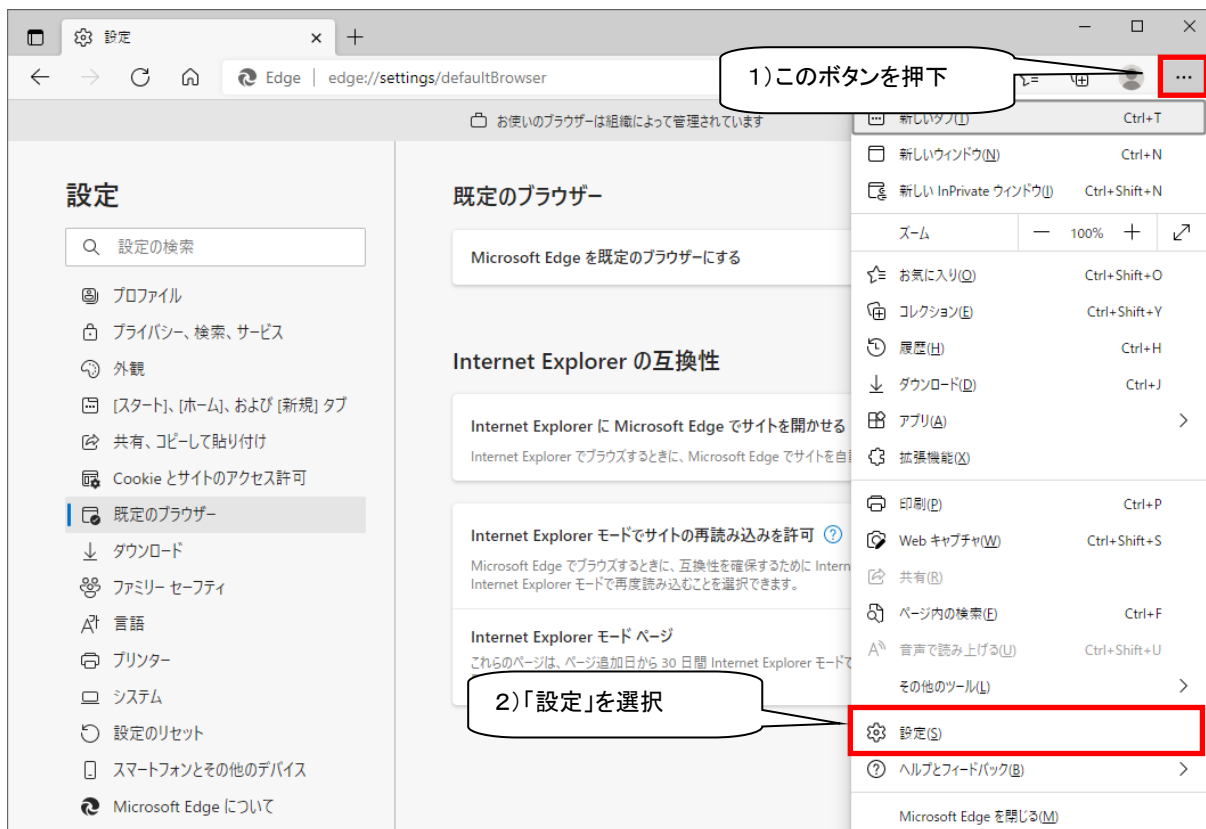 設定
Edge | edge://settings/defaultBrowser
1)このボタンを押下
お使いのブラウザーは組織によって管理されています
設定
設定の検索
プロファイル
プライバシー、検索、サービス
外観
[スタート]、[ホーム]、および [新規] タブ
共有、コピーして貼り付け
Cookie とサイトのアクセス許可
既定のブラウザー
ダウンロード
ファミリー セーフティ
言語
プリンター
システム
設定のリセット
スマートフォンとその他のデバイス
Microsoft Edge について
既定のブラウザー
Microsoft Edge を既定のブラウザーにする
Internet Explorer の互換性
Internet Explorer に Microsoft Edge でサイトを開かせる
Internet Explorer でブラウズするときに、Microsoft Edge でサイトを自
Internet Explorer モードでサイトの再読み込みを許可
Microsoft Edge でブラウズするときに、互換性を確保するために Intern
Internet Explorer モードで再度読み込むことを選択できます。
Internet Explorer モード ページ
これらのページは、ページ追加日から 30 日間 Internet Explorer モードで
2)「設定」を選択
新しいタブ(T) Ctrl+T
新しいウィンドウ(N) Ctrl+N
新しい InPrivate ウィンドウ(I) Ctrl+Shift+N
ズーム 100%
お気に入り(O) Ctrl+Shift+O
コレクション(E) Ctrl+Shift+Y
履歴(H) Ctrl+H
ダウンロード(D) Ctrl+J
アプリ(A)
拡張機能(X)
印刷(P) Ctrl+P
Web キャプチャ(W) Ctrl+Shift+S
共有(R)
ページ内の検索(F) Ctrl+F
音声で読み上げる(U) Ctrl+Shift+U
その他のツール(L)
設定(S)
ヘルプとフィードバック(B)
Microsoft Edge を閉じる(M)